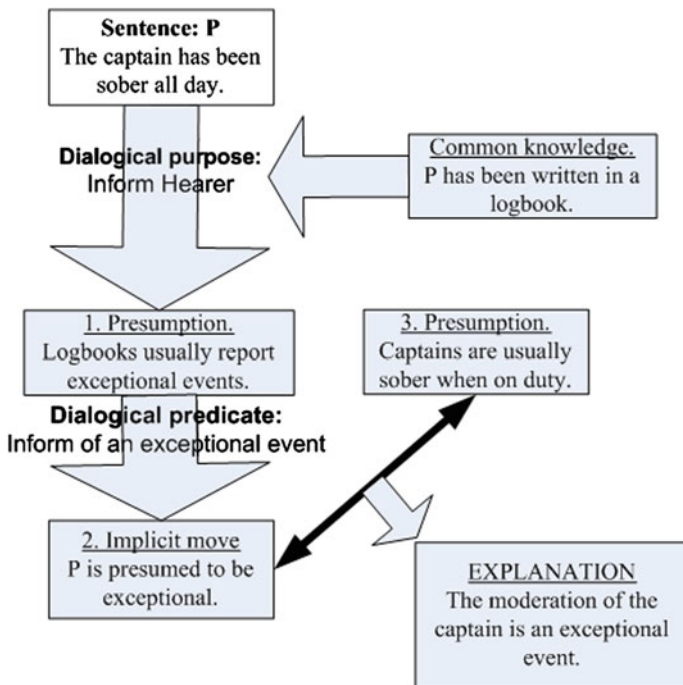 Sentence: P
The captain has been
sober all day.
Dialogical purpose:
Inform Hearer
Common knowledge.
P has been written in a
logbook.
1. Presumption.
Logbooks usually report
exceptional events.
3. Presumption.
Captains are usually
sober when on duty.
Dialogical predicate:
Inform of an exceptional event
2. Implicit move
P is presumed to be
exceptional.
EXPLANATION
The moderation of the
captain is an exceptional
event.